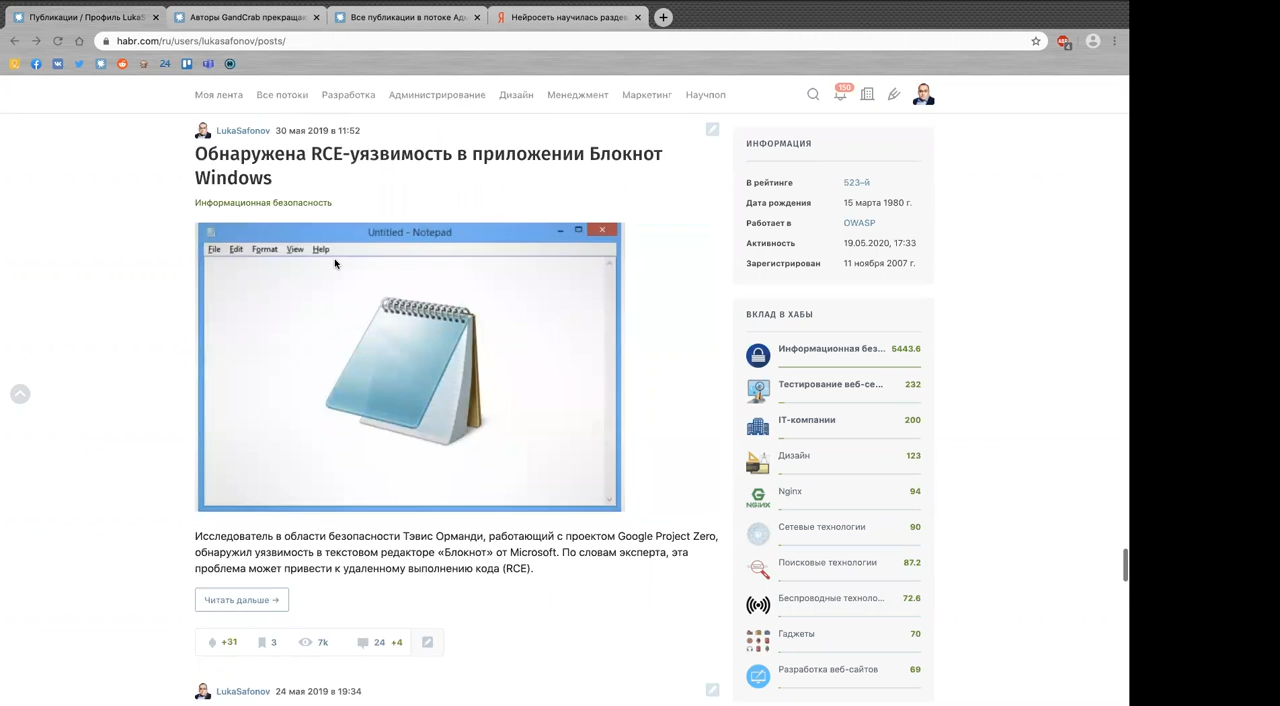 Публикации / Профиль LukaS
Авторы GandCrab прекращаю
Все публикации в потоке Адм
Нейросеть научилась раздева
habr.com/ru/users/lukasafonov/posts/
24
Моя лента Все потоки Разработка Администрирование Дизайн Менеджмент Маркетинг Научпоп
150
LukaSafonov 30 мая 2019 в 11:52
Обнаружена RCE-уязвимость в приложении Блокнот
Windows
Информационная безопасность
Untitled - Notepad
File Edit Format View Help
Исследователь в области безопасности Тэвис Орманди, работающий с проектом Google Project Zero,
обнаружил уязвимость в текстовом редакторе «Блокнот» от Microsoft. По словам эксперта, эта
проблема может привести к удаленному выполнению кода (RCE).
Читать дальше →
+31 3 7k 24 +4
LukaSafonov 24 мая 2019 в 19:34
ИНФОРМАЦИЯ
В рейтинге 523–й
Дата рождения 15 марта 1980 г.
Работает в OWASP
Активность 19.05.2020, 17:33
Зарегистрирован 11 ноября 2007 г.
ВКЛАД В ХАБЫ
Информационная без... 5443.6
Тестирование веб-се... 232
IT-компании 200
Дизайн 123
Nginx 94
Сетевые технологии 90
Поисковые технологии 87.2
Беспроводные техноло... 72.6
Гаджеты 70
Разработка веб-сайтов 69